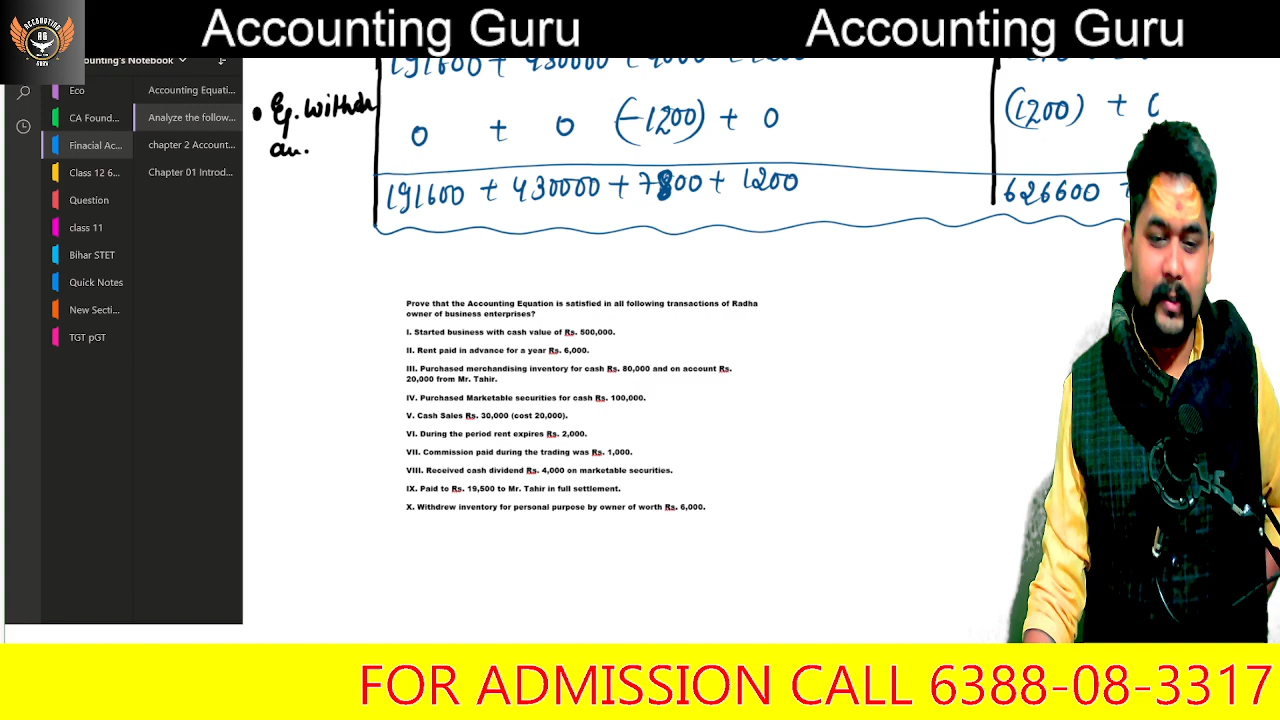 Accounting Guru
Accounting Guru
ACCOUNTING
AG
GURU
ounting's Notebook
Eco
CA Found...
Finacial Ac...
Class 12 6...
Question
class 11
Bihar STET
Quick Notes
New Secti...
TGT pGT
Accounting Equati...
Analyze the follow...
chapter 2 Account...
Chapter 01 Introd...
0 + 0 (-1200) + 0
(1200) +
191600 + 430000 + 7800 + 1200
626600 +
Prove that the Accounting Equation is satisfied in all following transactions of Radha
owner of business enterprises?
I. Started business with cash value of Rs. 500,000.
II. Rent paid in advance for a year Rs. 6,000.
III. Purchased merchandising inventory for cash Rs. 80,000 and on account Rs.
20,000 from Mr. Tahir.
IV. Purchased Marketable securities for cash Rs. 100,000.
V. Cash Sales Rs. 30,000 (cost 20,000).
VI. During the period rent expires Rs. 2,000.
VII. Commission paid during the trading was Rs. 1,000.
VIII. Received cash dividend Rs. 4,000 on marketable securities.
IX. Paid to Rs. 19,500 to Mr. Tahir in full settlement.
X. Withdrew inventory for personal purpose by owner of worth Rs. 6,000.
FOR ADMISSION CALL 6388-08-3317